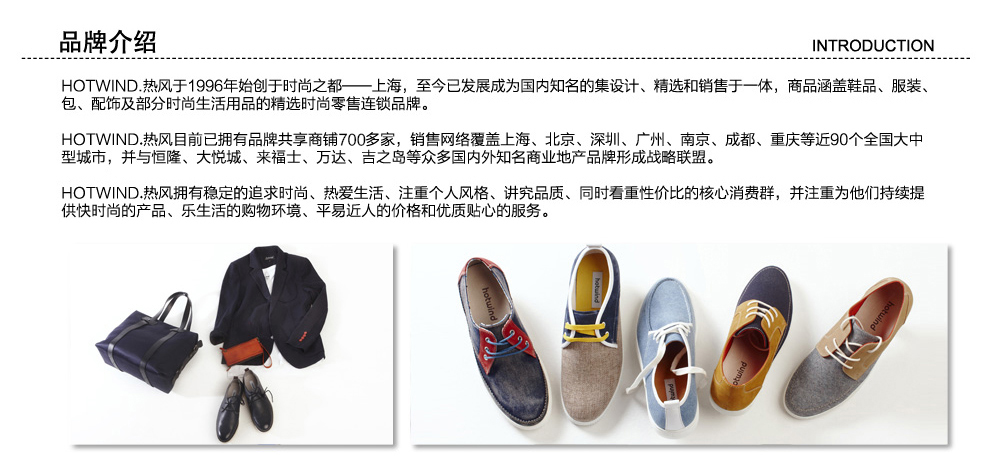 品牌介绍
INTRODUCTION
HOTWIND.热风于1996年始创于时尚之都——上海，至今已发展成为国内知名的集设计、精选和销售于一体，商品涵盖鞋品、服装、
包、配饰及部分时尚生活用品的精选时尚零售连锁品牌。
HOTWIND.热风目前已拥有品牌共享商铺700多家，销售网络覆盖上海、北京、深圳、广州、南京、成都、重庆等近90个全国大中
型城市，并与恒隆、大悦城、来福士、万达、吉之岛等众多国内外知名商业地产品牌形成战略联盟。
HOTWIND.热风拥有稳定的追求时尚、热爱生活、注重个人风格、讲究品质、同时看重性价比的核心消费群，并注重为他们持续提
供快时尚的产品、乐生活的购物环境、平易近人的价格和优质贴心的服务。
hotwind
hotwind
hotwind
hotwind